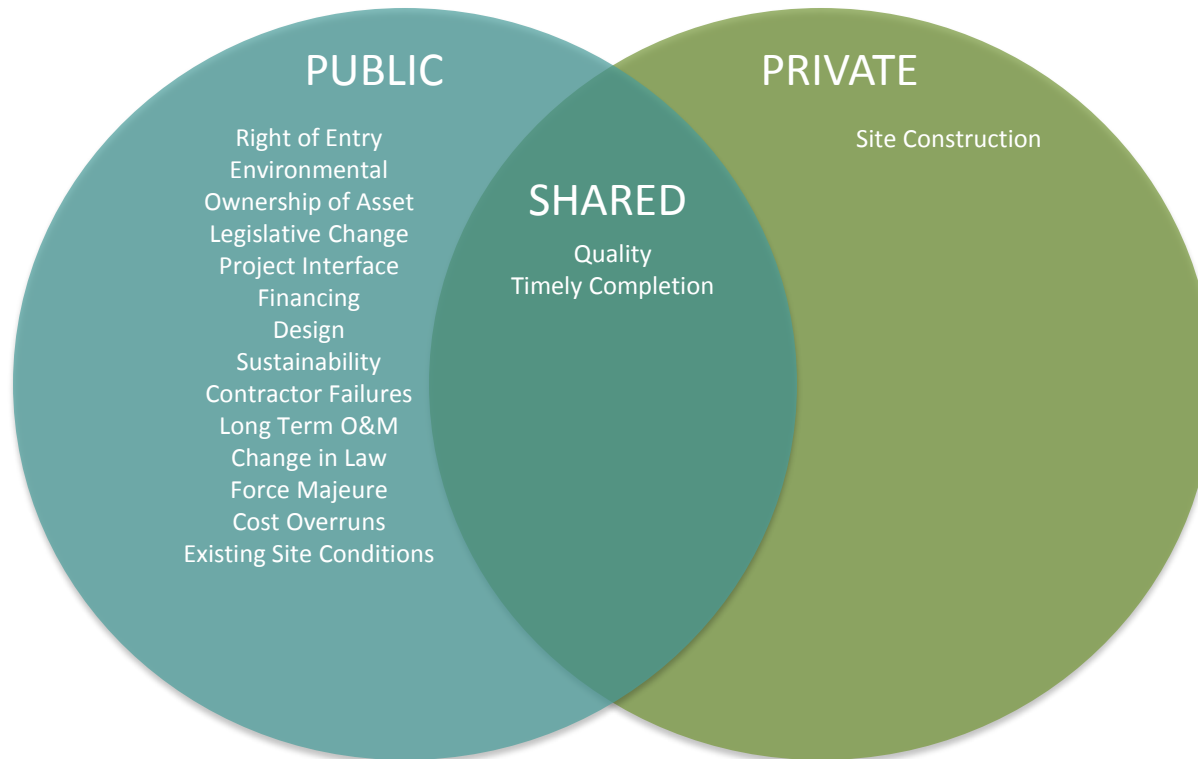 PUBLIC
Right of Entry
Environmental
Ownership of Asset
Legislative Change
Project Interface
Financing
Design
Sustainability
Contractor Failures
Long Term O&M
Change in Law
Force Majeure
Cost Overruns
Existing Site Conditions
SHARED
Quality
Timely Completion
PRIVATE
Site Construction